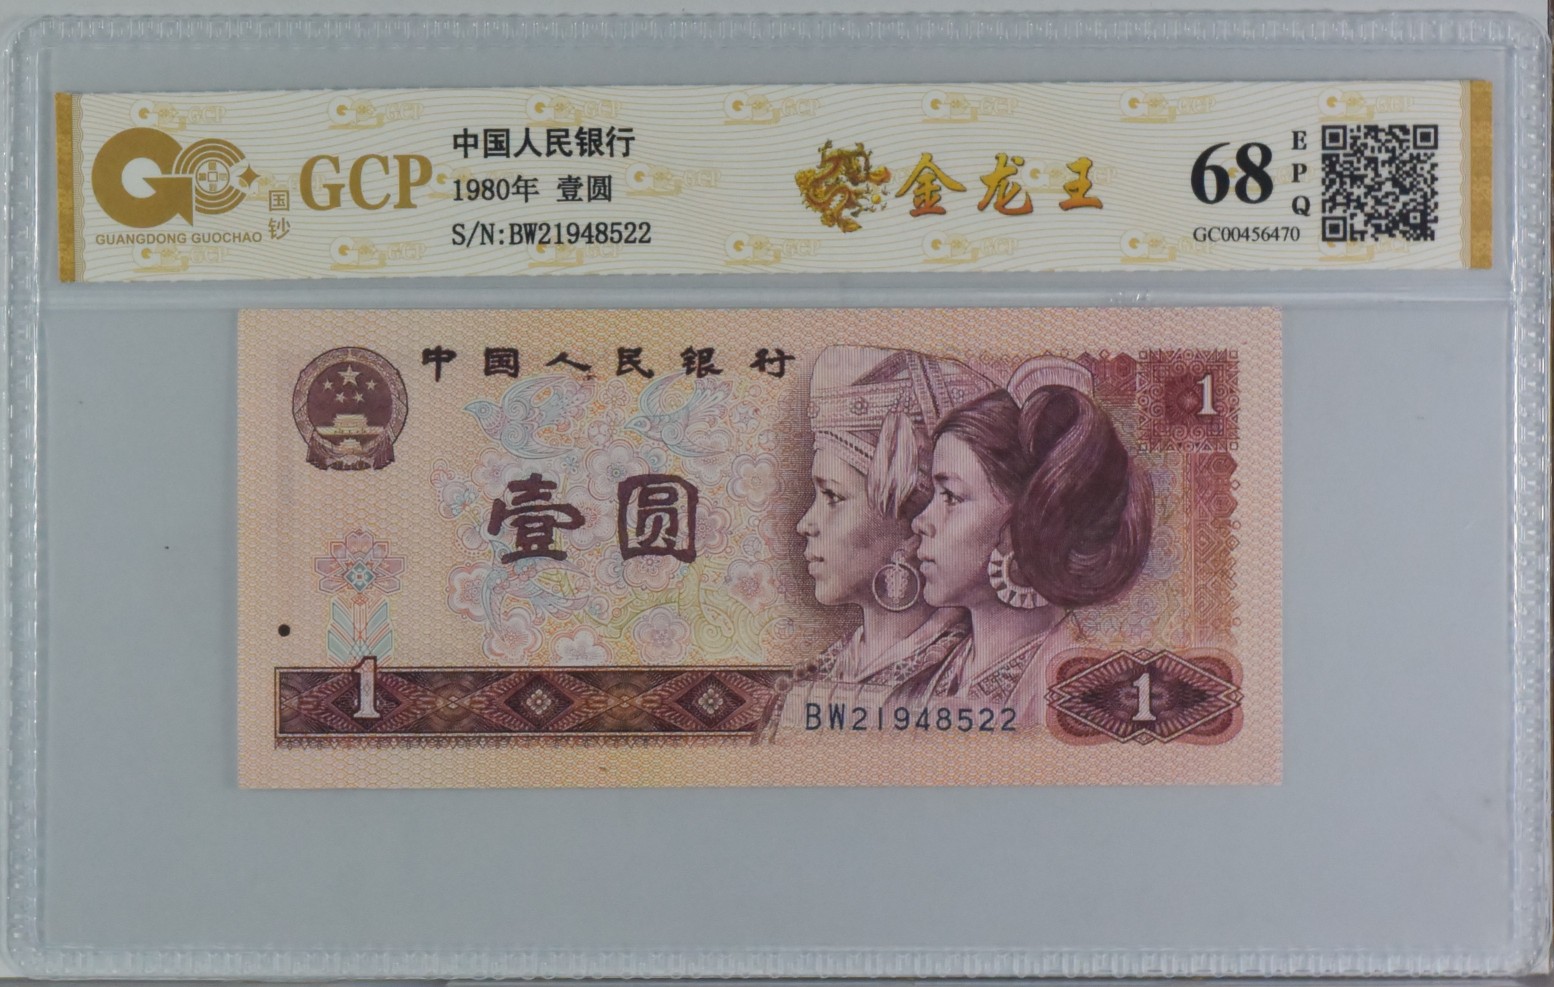 GCP
国钞
GUANGDONG GUOCHAO
中国人民银行
1980年 壹圆
S/N:BW21948522
金龙王
68
EPQ
GC00456470
中国人民银行
1
壹圆
1
BW21948522
1